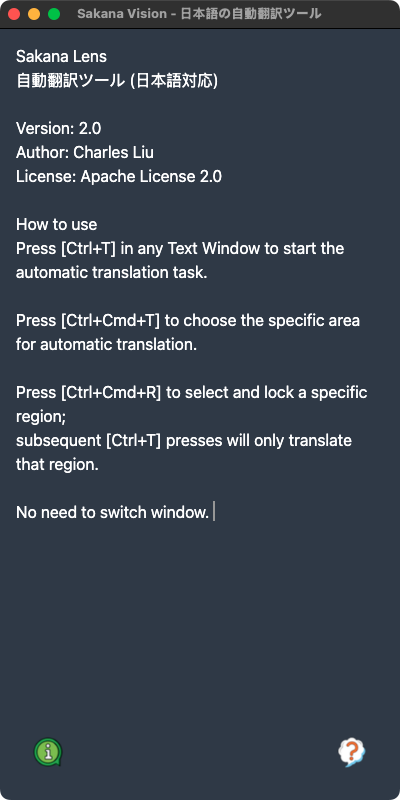 Sakana Vision - 日本語の自動翻訳ツール
Sakana Lens
自動翻訳ツール (日本語対応)
Version: 2.0
Author: Charles Liu
License: Apache License 2.0
How to use
Press [Ctrl+T] in any Text Window to start the
automatic translation task.
Press [Ctrl+Cmd+T] to choose the specific area
for automatic translation.
Press [Ctrl+Cmd+R] to select and lock a specific
region;
subsequent [Ctrl+T] presses will only translate
that region.
No need to switch window.